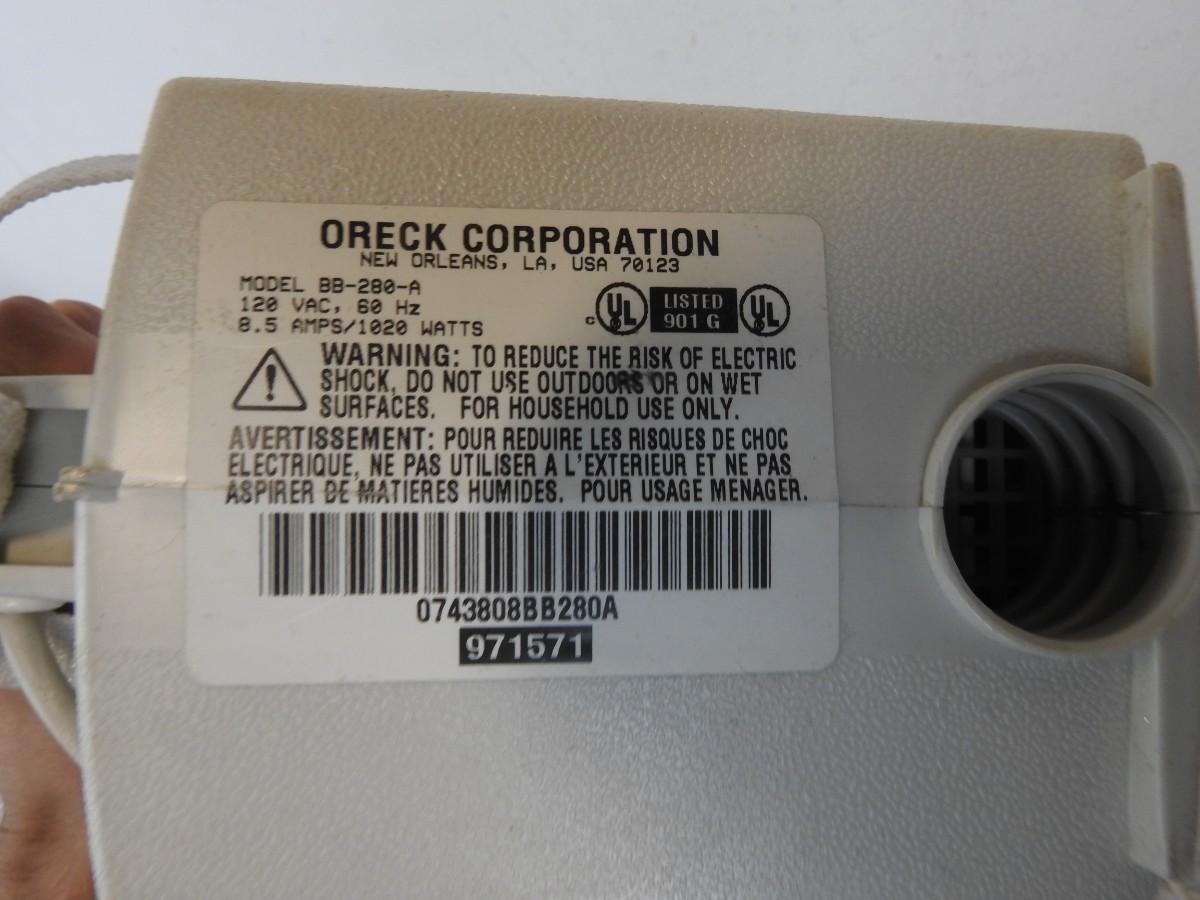 ORECK CORPORATION
NEW ORLEANS, LA, USA 70123
MODEL BB-280-A
120 VAC, 60 Hz
8.5 AMPS/1020 WATTS
c UL LISTED 901 G UL
WARNING: TO REDUCE THE RISK OF ELECTRIC
SHOCK, DO NOT USE OUTDOORS OR ON WET
SURFACES. FOR HOUSEHOLD USE ONLY.
AVERTISSEMENT: POUR REDUIRE LES RISQUES DE CHOC
ELECTRIQUE, NE PAS UTILISER A L'EXTERIEUR ET NE PAS
ASPIRER DE MATIERES HUMIDES. POUR USAGE MENAGER.
0743808BB280A
971571